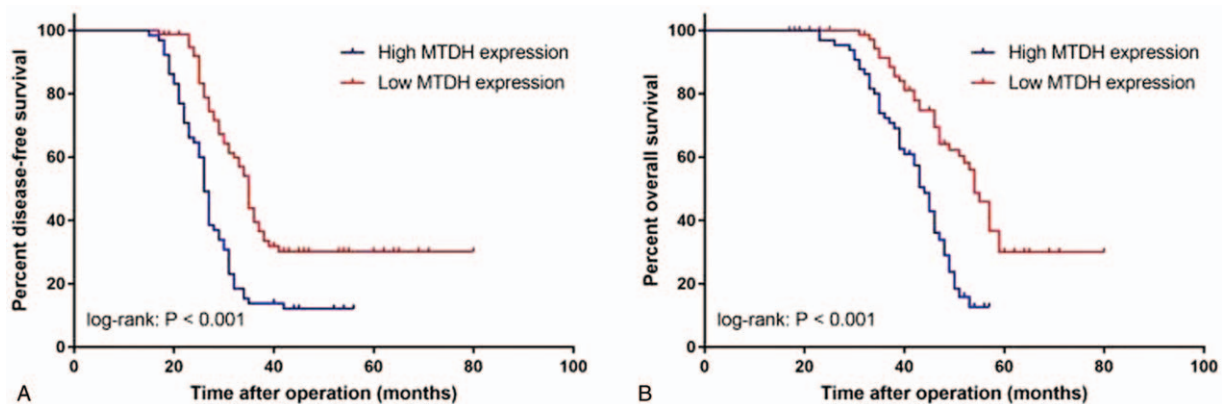 Percent disease-free survival
100
80
60
40
20
0
High MTDH expression
Low MTDH expression
log-rank: P < 0.001
0 20 40 60 80 100
Time after operation (months)
A
Percent overall survival
100
80
60
40
20
0
High MTDH expression
Low MTDH expression
log-rank: P < 0.001
0 20 40 60 80 100
Time after operation (months)
B